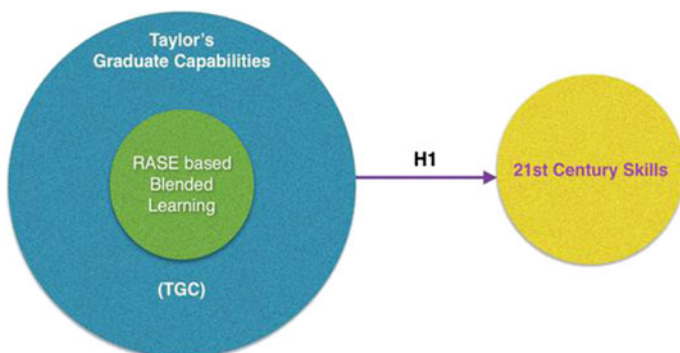 Taylor's
Graduate Capabilities
RASE based
Blended
Learning
(TGC)
H1
21st Century Skills